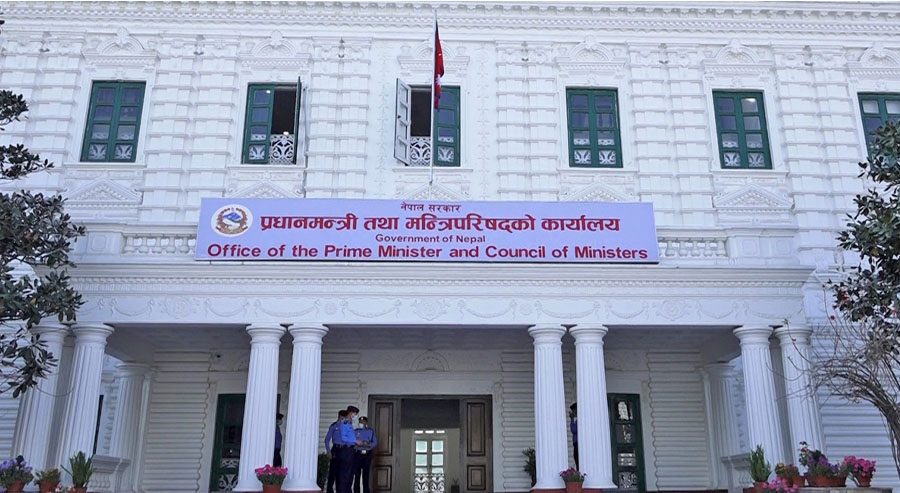 नेपाल सरकार
प्रधानमन्त्री तथा मन्त्रिपरिषद्को कार्यालय
Government of Nepal
Office of the Prime Minister and Council of Ministers